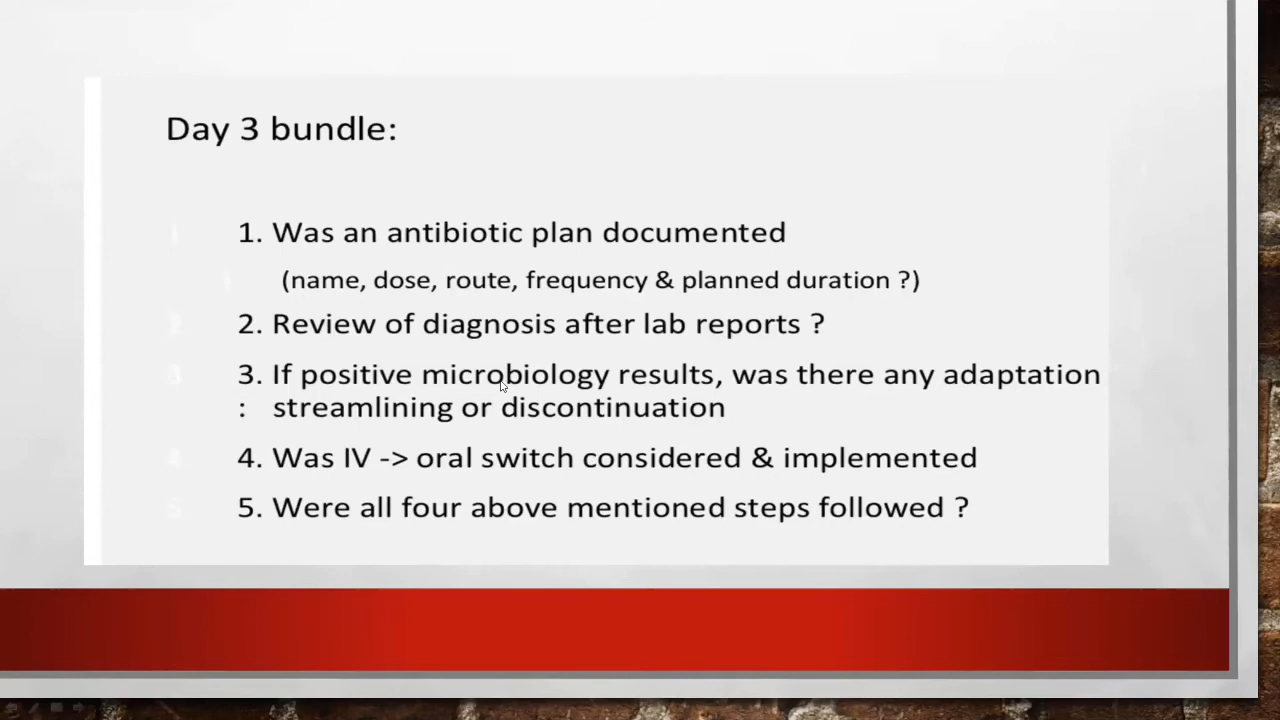 Day 3 bundle:
1. Was an antibiotic plan documented
(name, dose, route, frequency & planned duration ?)
2. Review of diagnosis after lab reports ?
3. If positive microbiology results, was there any adaptation
: streamlining or discontinuation
4. Was IV -> oral switch considered & implemented
5. Were all four above mentioned steps followed ?